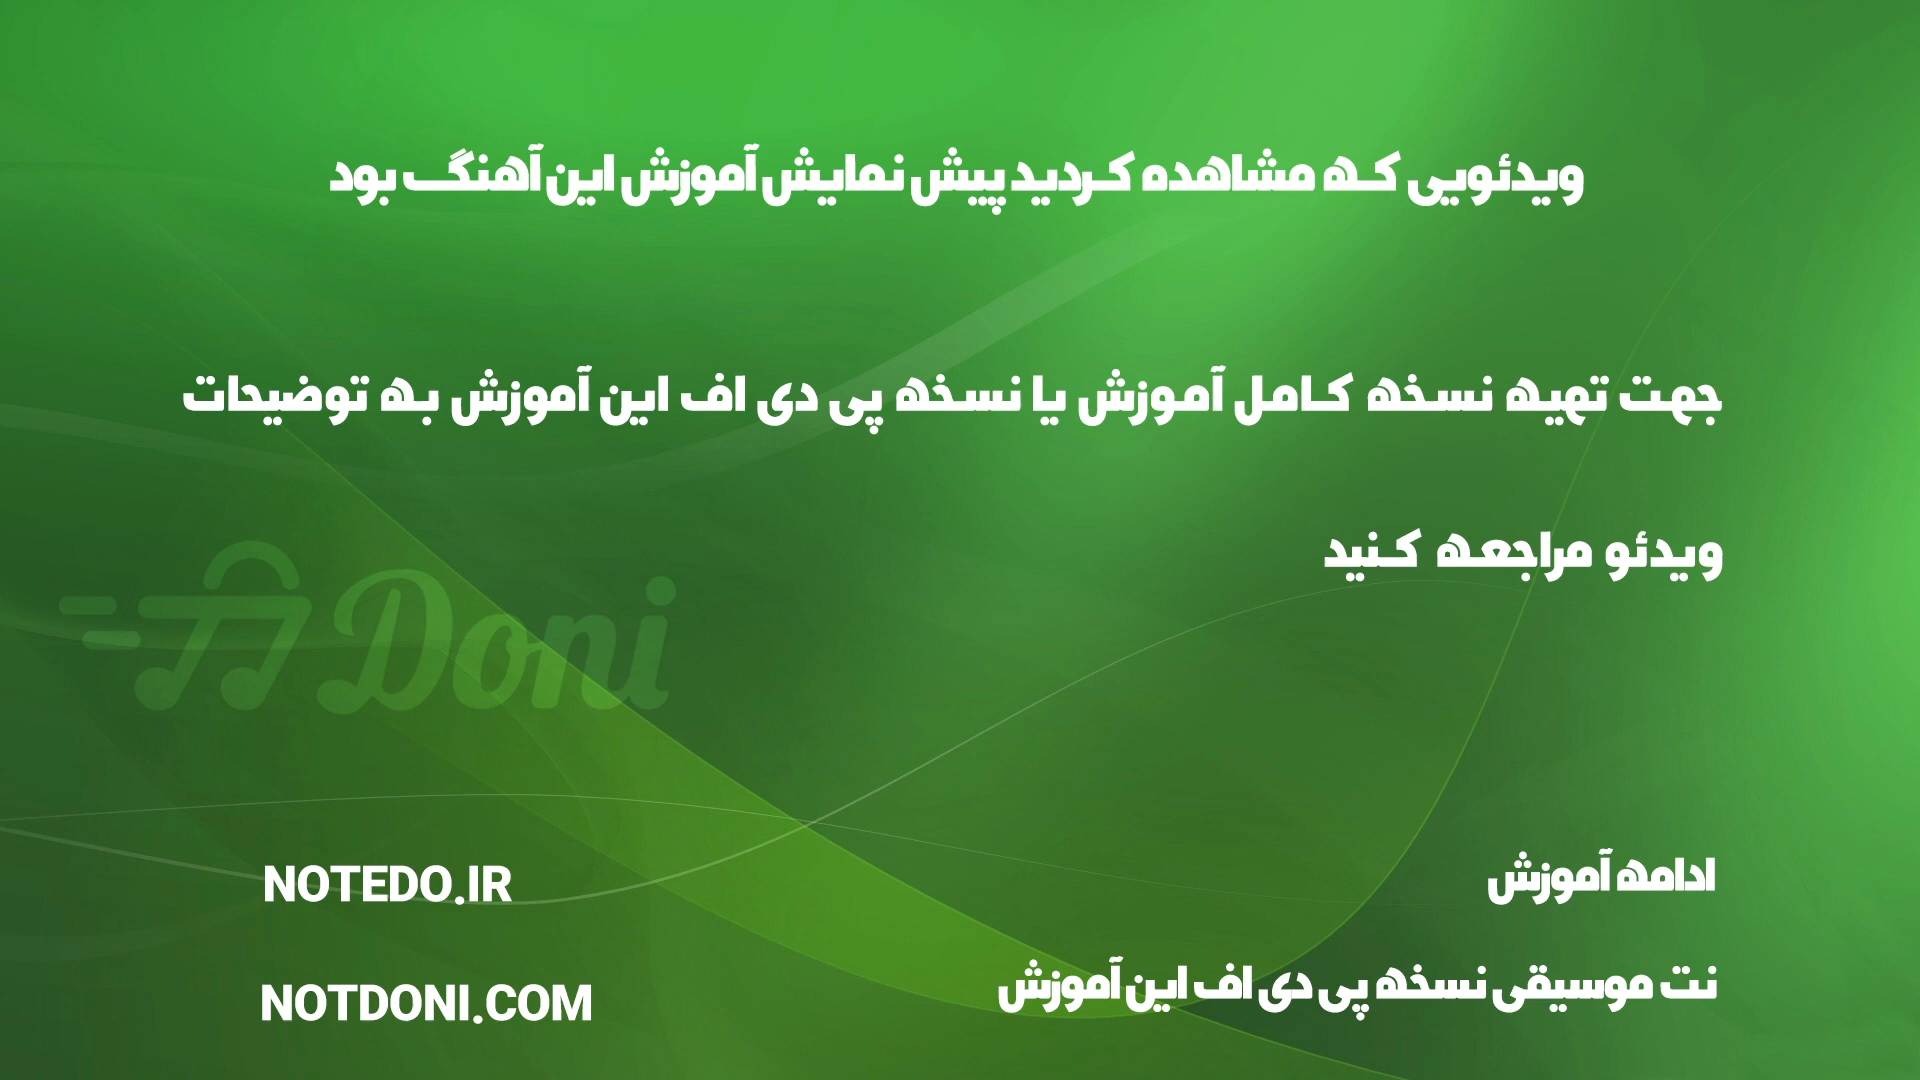 ویدئویی که مشاهده کردید پیش نمایش آموزش این آهنگ بود
جهت تهیه نسخه کامل آموزش یا نسخه پی دی اف این آموزش به توضیحات
ویدئو مراجعه کنید
Doni
ادامه آموزش
NOTEDO.IR
نت موسیقی نسخه پی دی اف این آموزش
NOTDONI.COM